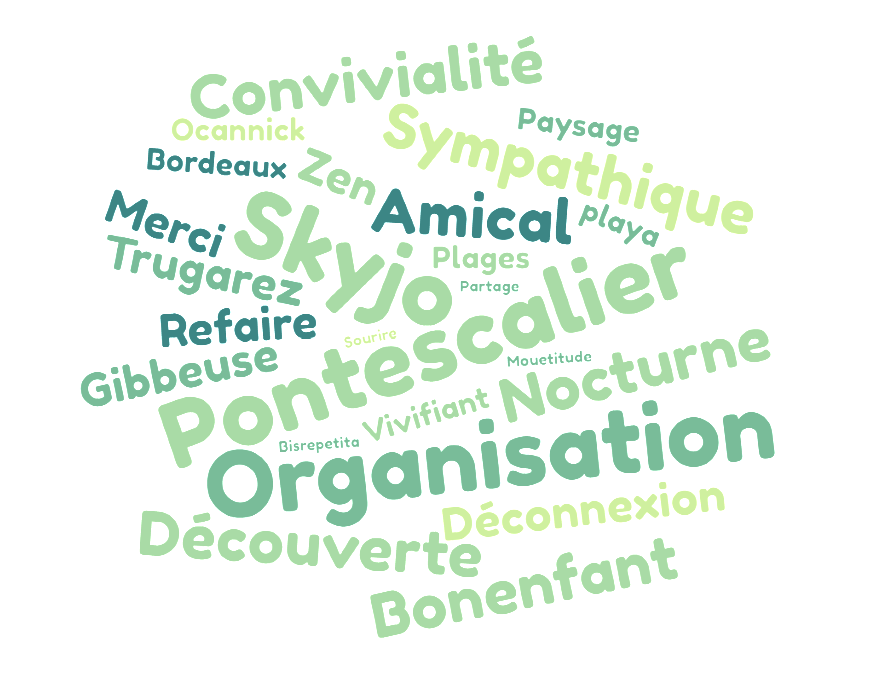 Convivialité
Ocannick
Sympathique
Paysage
Bordeaux
Zen
Merci
Skyjo
Amical
playa
Trugarez
Plages
Partage
Refaire
Sourire
Pontescalier
Gibbeuse
Mouetitude
Nocturne
Vivifiant
Bisrepetita
Organisation
Déconnexion
Découverte
Bonenfant